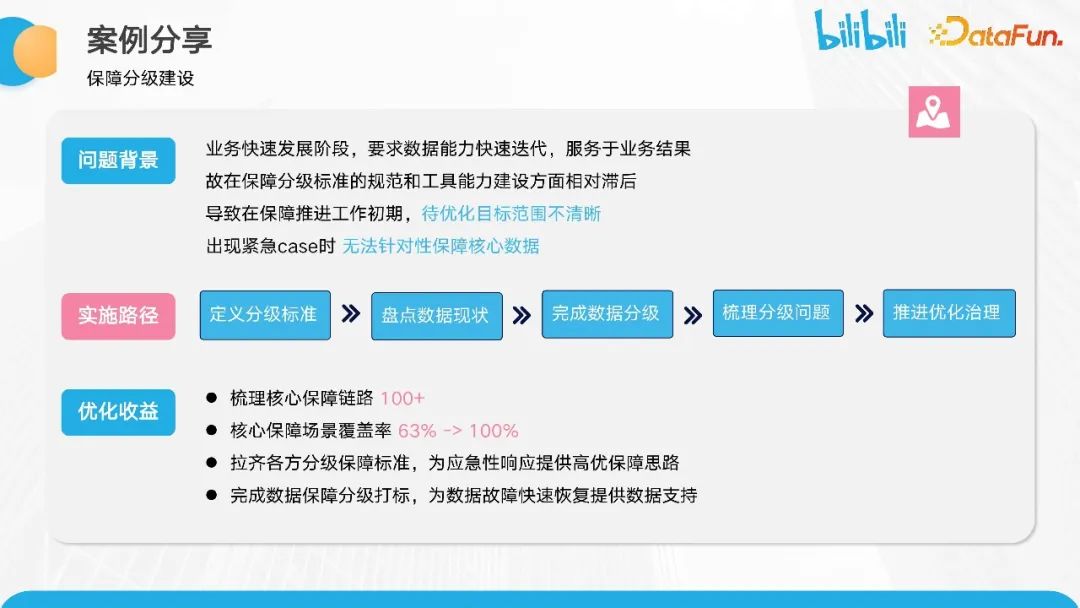 案例分享
保障分级建设
bilibili
DataFun.
问题背景
业务快速发展阶段，要求数据能力快速迭代，服务于业务结果
故在保障分级标准的规范和工具能力建设方面相对滞后
导致在保障推进工作初期，待优化目标范围不清晰
出现紧急case时 无法针对性保障核心数据
实施路径
定义分级标准
盘点数据现状
完成数据分级
梳理分级问题
推进优化治理
优化收益
● 梳理核心保障链路 100+
● 核心保障场景覆盖率 63% -> 100%
● 拉齐各方分级保障标准，为应急性响应提供高优保障思路
● 完成数据保障分级打标，为数据故障快速恢复提供数据支持